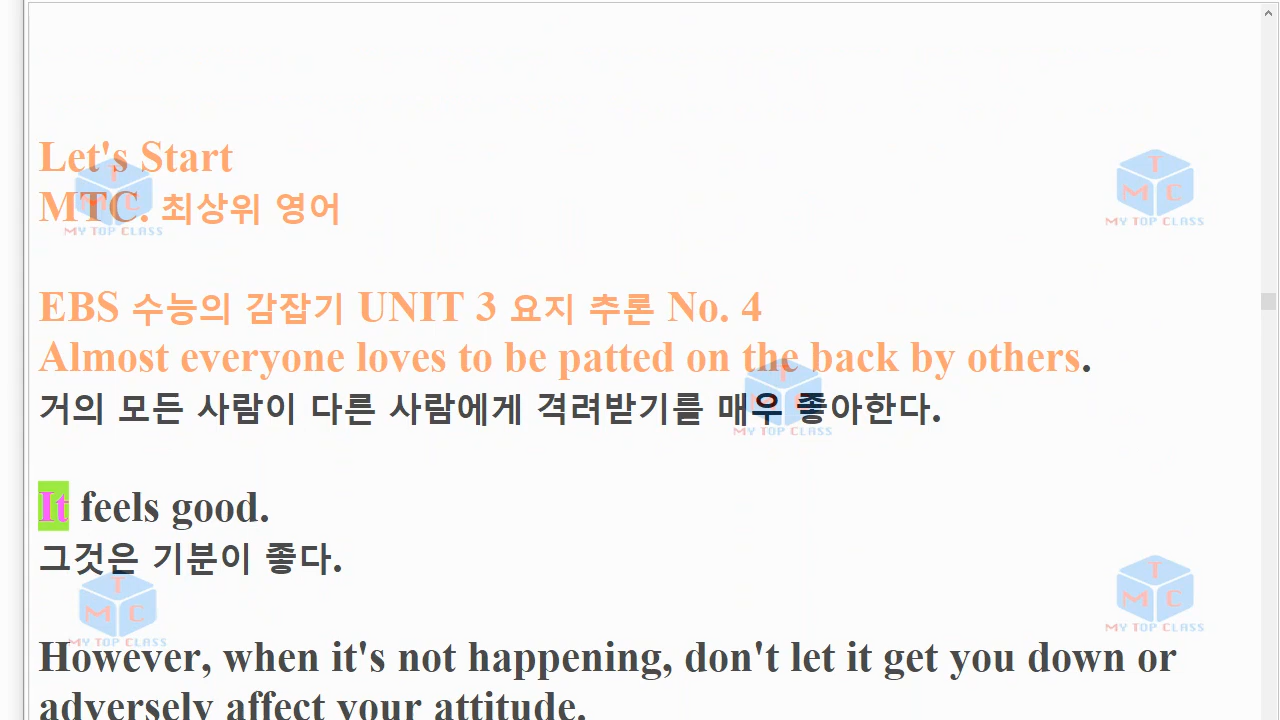 Let's Start
MTC. 최상위 영어
EBS 수능의 감잡기 UNIT 3 요지 추론 No. 4
Almost everyone loves to be patted on the back by others.
거의 모든 사람이 다른 사람에게 격려받기를 매우 좋아한다.
It feels good.
그것은 기분이 좋다.
However, when it's not happening, don't let it get you down or
adversely affect your attitude.
T
M C
MY TOP CLASS
T
M C
MY TOP CLASS
T
M C
MY TOP CLASS
T
M C
MY TOP CLASS
T
M C
MY TOP CLASS